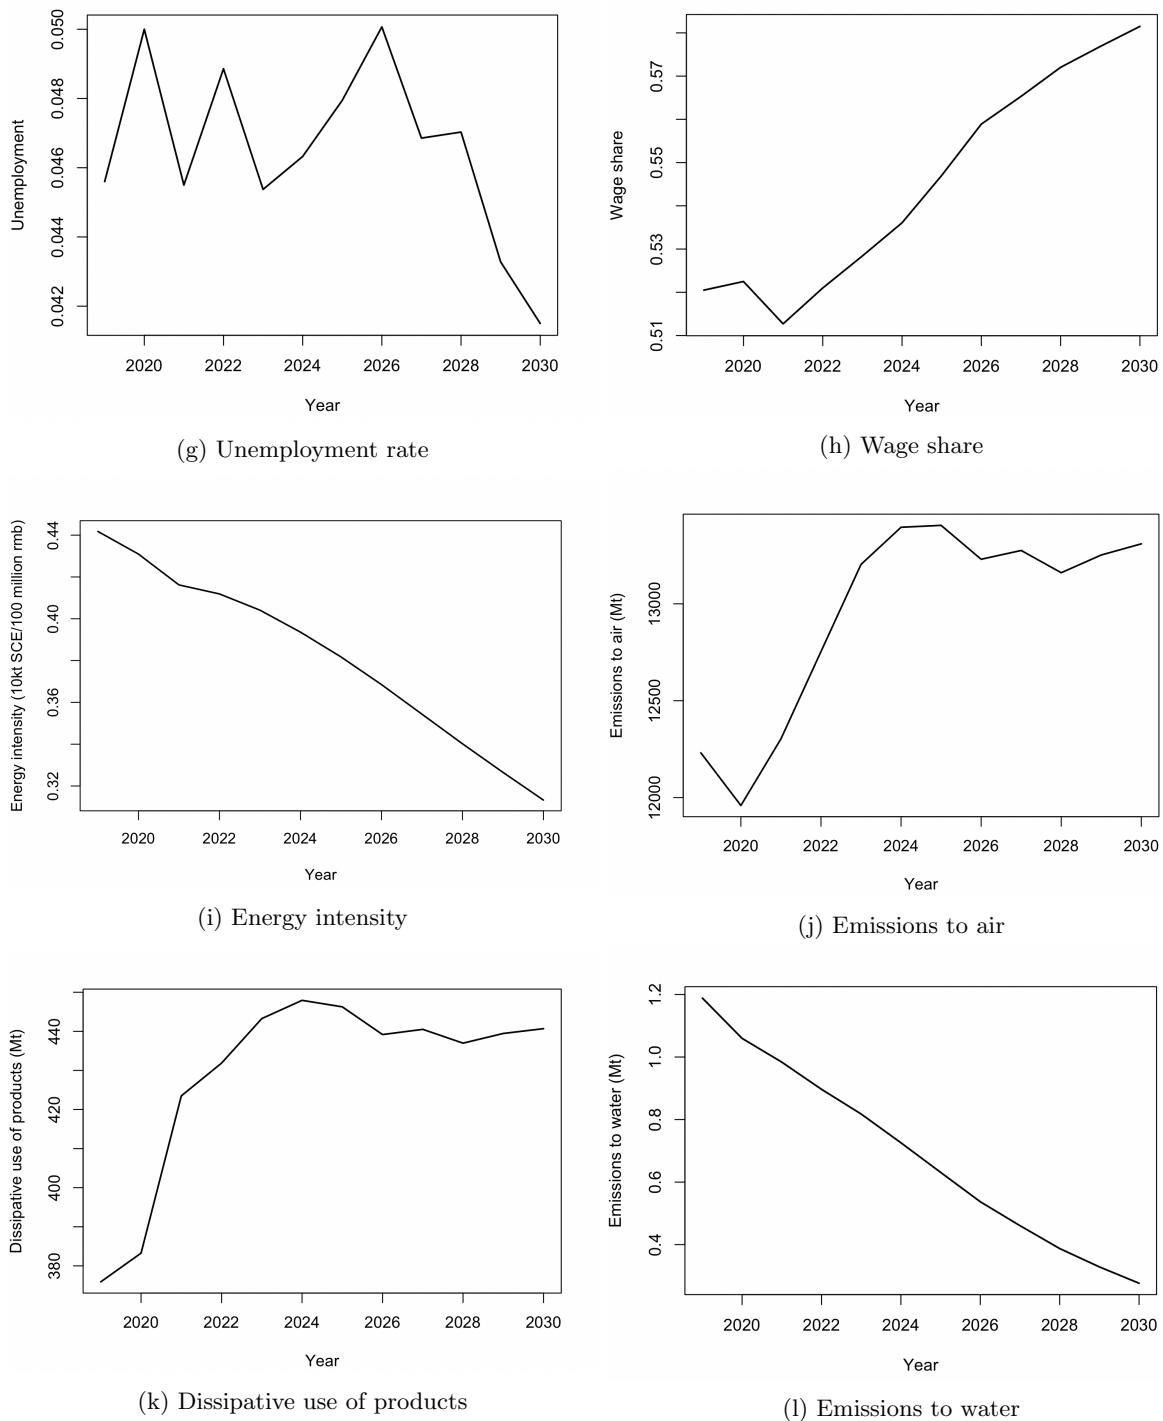 0.050
0.048
0.046
0.044
0.042
Unemployment
2020 2022 2024 2026 2028 2030
Year
(g) Unemployment rate
0.57
0.55
0.53
0.51
Wage share
2020 2022 2024 2026 2028 2030
Year
(h) Wage share
0.44
0.40
0.36
0.32
Energy intensity (10kt SCE/100 million rmb)
2020 2022 2024 2026 2028 2030
Year
(i) Energy intensity
13000
12500
12000
Emissions to air (Mt)
2020 2022 2024 2026 2028 2030
Year
(j) Emissions to air
440
420
400
380
Dissipative use of products (Mt)
2020 2022 2024 2026 2028 2030
Year
(k) Dissipative use of products
1.2
1.0
0.8
0.6
0.4
Emissions to water (Mt)
2020 2022 2024 2026 2028 2030
Year
(l) Emissions to water